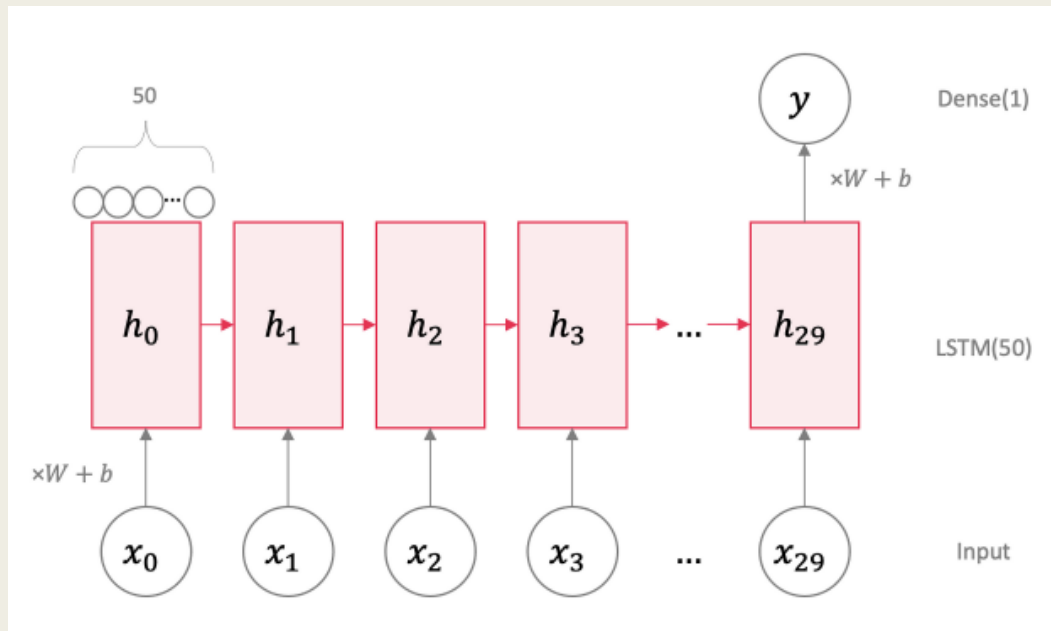 50
y
Dense(1)
×W + b
...
h₀
h₁
h₂
h₃
...
h₂₉
LSTM(50)
×W + b
x₀
x₁
x₂
x₃
...
x₂₉
Input